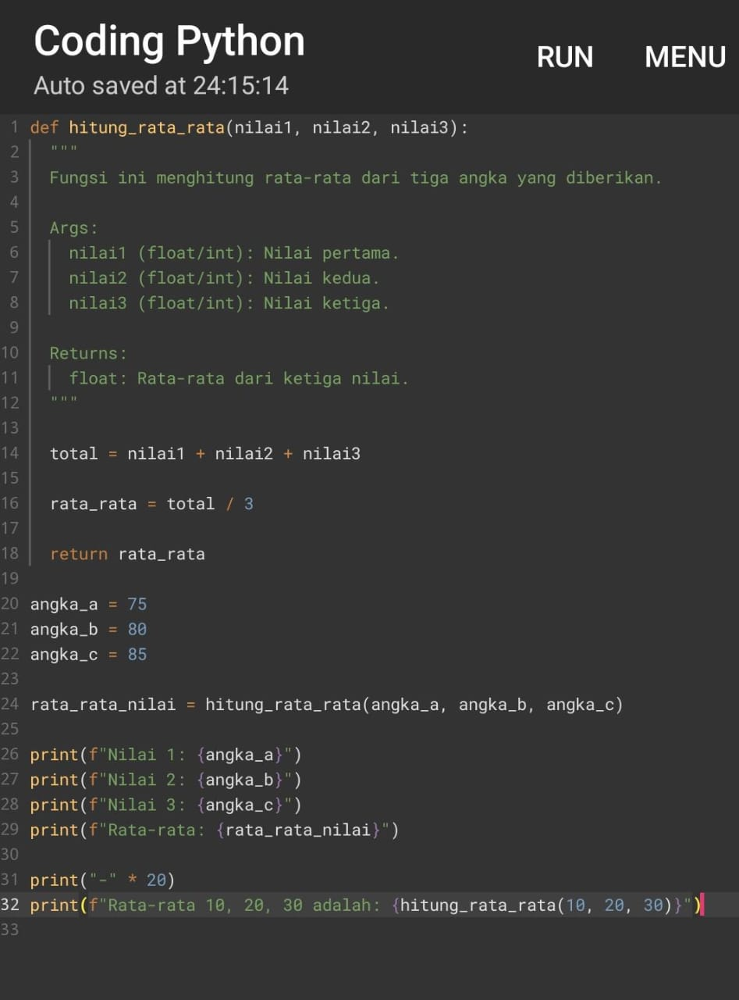 Coding Python
RUN MENU
Auto saved at 24:15:14
1 def hitung_rata_rata(nilai1, nilai2, nilai3):
2 """
3 Fungsi ini menghitung rata-rata dari tiga angka yang diberikan.
4
5 Args:
6 nilai1 (float/int): Nilai pertama.
7 nilai2 (float/int): Nilai kedua.
8 nilai3 (float/int): Nilai ketiga.
9
10 Returns:
11 float: Rata-rata dari ketiga nilai.
12 """
13
14 total = nilai1 + nilai2 + nilai3
15
16 rata_rata = total / 3
17
18 return rata_rata
19
20 angka_a = 75
21 angka_b = 80
22 angka_c = 85
23
24 rata_rata_nilai = hitung_rata_rata(angka_a, angka_b, angka_c)
25
26 print(f"Nilai 1: {angka_a}")
27 print(f"Nilai 2: {angka_b}")
28 print(f"Nilai 3: {angka_c}")
29 print(f"Rata-rata: {rata_rata_nilai}")
30
31 print("-" * 20)
32 print(f"Rata-rata 10, 20, 30 adalah: {hitung_rata_rata(10, 20, 30)}")
33